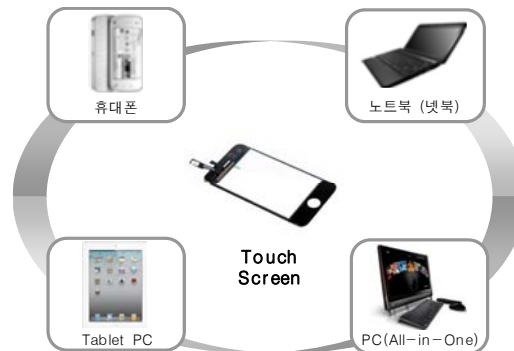 휴대폰
노트북 (넷북)
Touch
Screen
Tablet PC
PC(All-in-One)